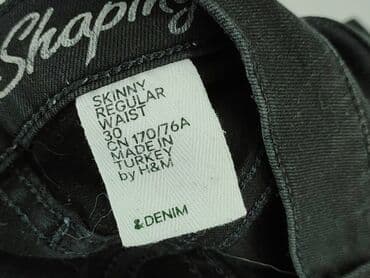 Shaping
SKINNY
REGULAR
WAIST
30
CN 170/76A
MADE IN
TURKEY
by H&M
&DENIM